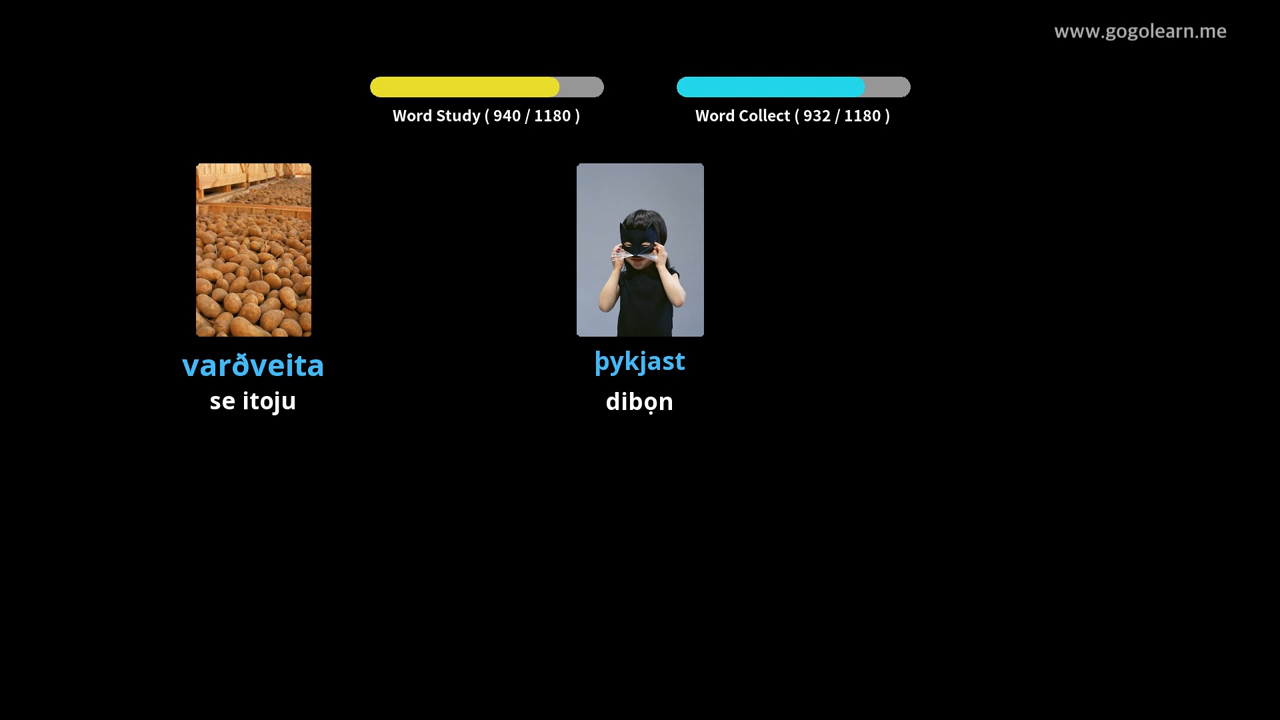 www.gogolearn.me
Word Study ( 940 / 1180 )
Word Collect ( 932 / 1180 )
varðveita
se itoju
þykjast
dibọn